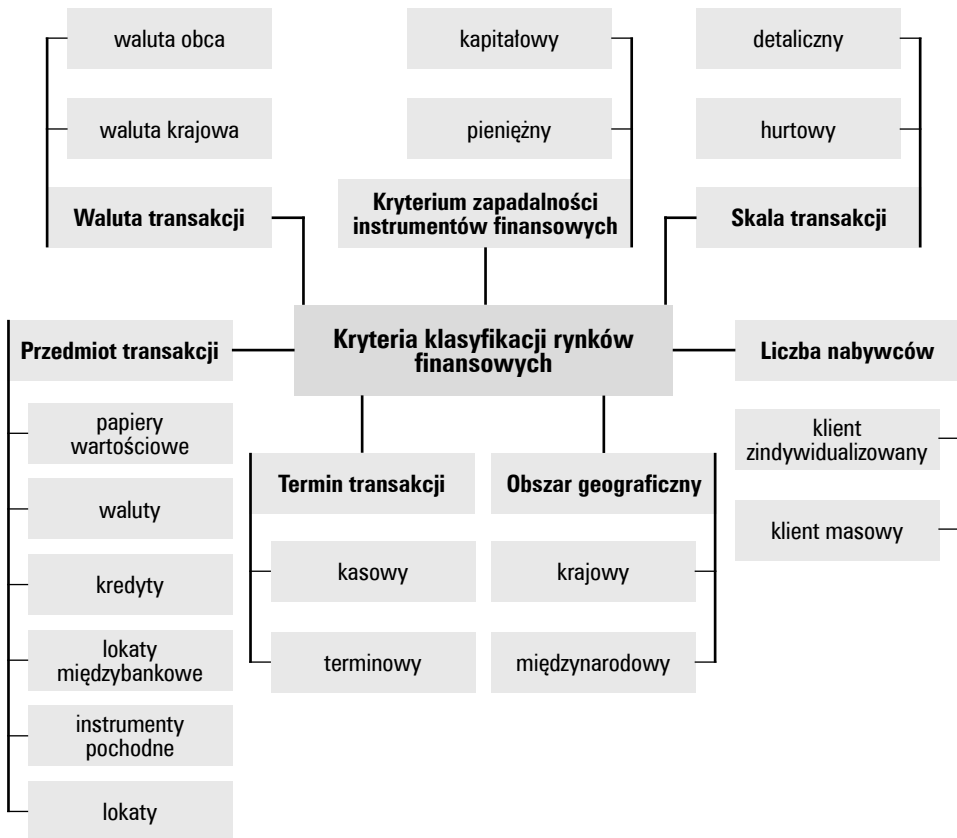 waluta obca
waluta krajowa
Waluta transakcji
kapitałowy
pieniężny
Kryterium zapadalności
instrumentów finansowych
detaliczny
hurtowy
Skala transakcji
Kryteria klasyfikacji rynków
finansowych
Przedmiot transakcji
papiery
wartościowe
waluty
kredyty
lokaty
międzybankowe
instrumenty
pochodne
lokaty
Termin transakcji
kasowy
terminowy
Obszar geograficzny
krajowy
międzynarodowy
Liczba nabywców
klient
zindywidualizowany
klient masowy